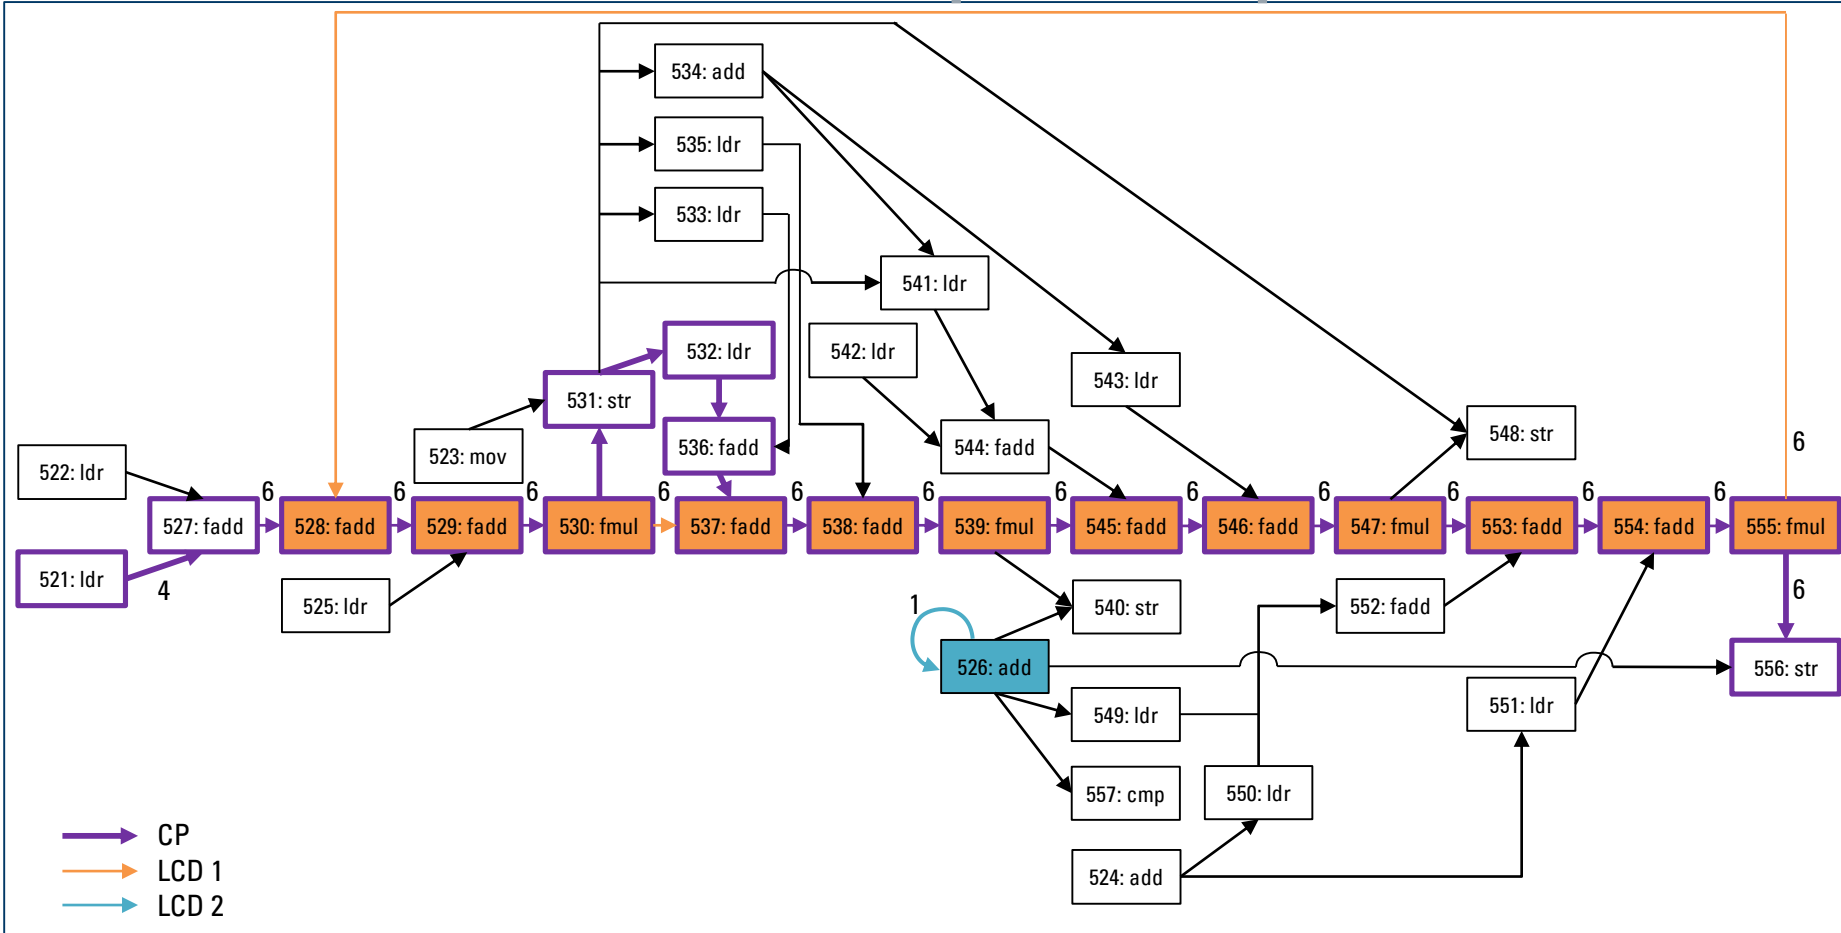 534: add
535: ldr
533: ldr
541: ldr
532: ldr
542: ldr
543: ldr
531: str
548: str
536: fadd
544: fadd
523: mov
6
522: ldr
6
6
6
6
6
6
6
6
6
6
6
6
527: fadd
528: fadd
529: fadd
530: fmul
537: fadd
538: fadd
539: fmul
545: fadd
546: fadd
547: fmul
553: fadd
554: fadd
555: fmul
521: ldr
4
525: ldr
1
540: str
552: fadd
6
526: add
556: str
549: ldr
551: ldr
557: cmp
550: ldr
524: add
CP
LCD 1
LCD 2